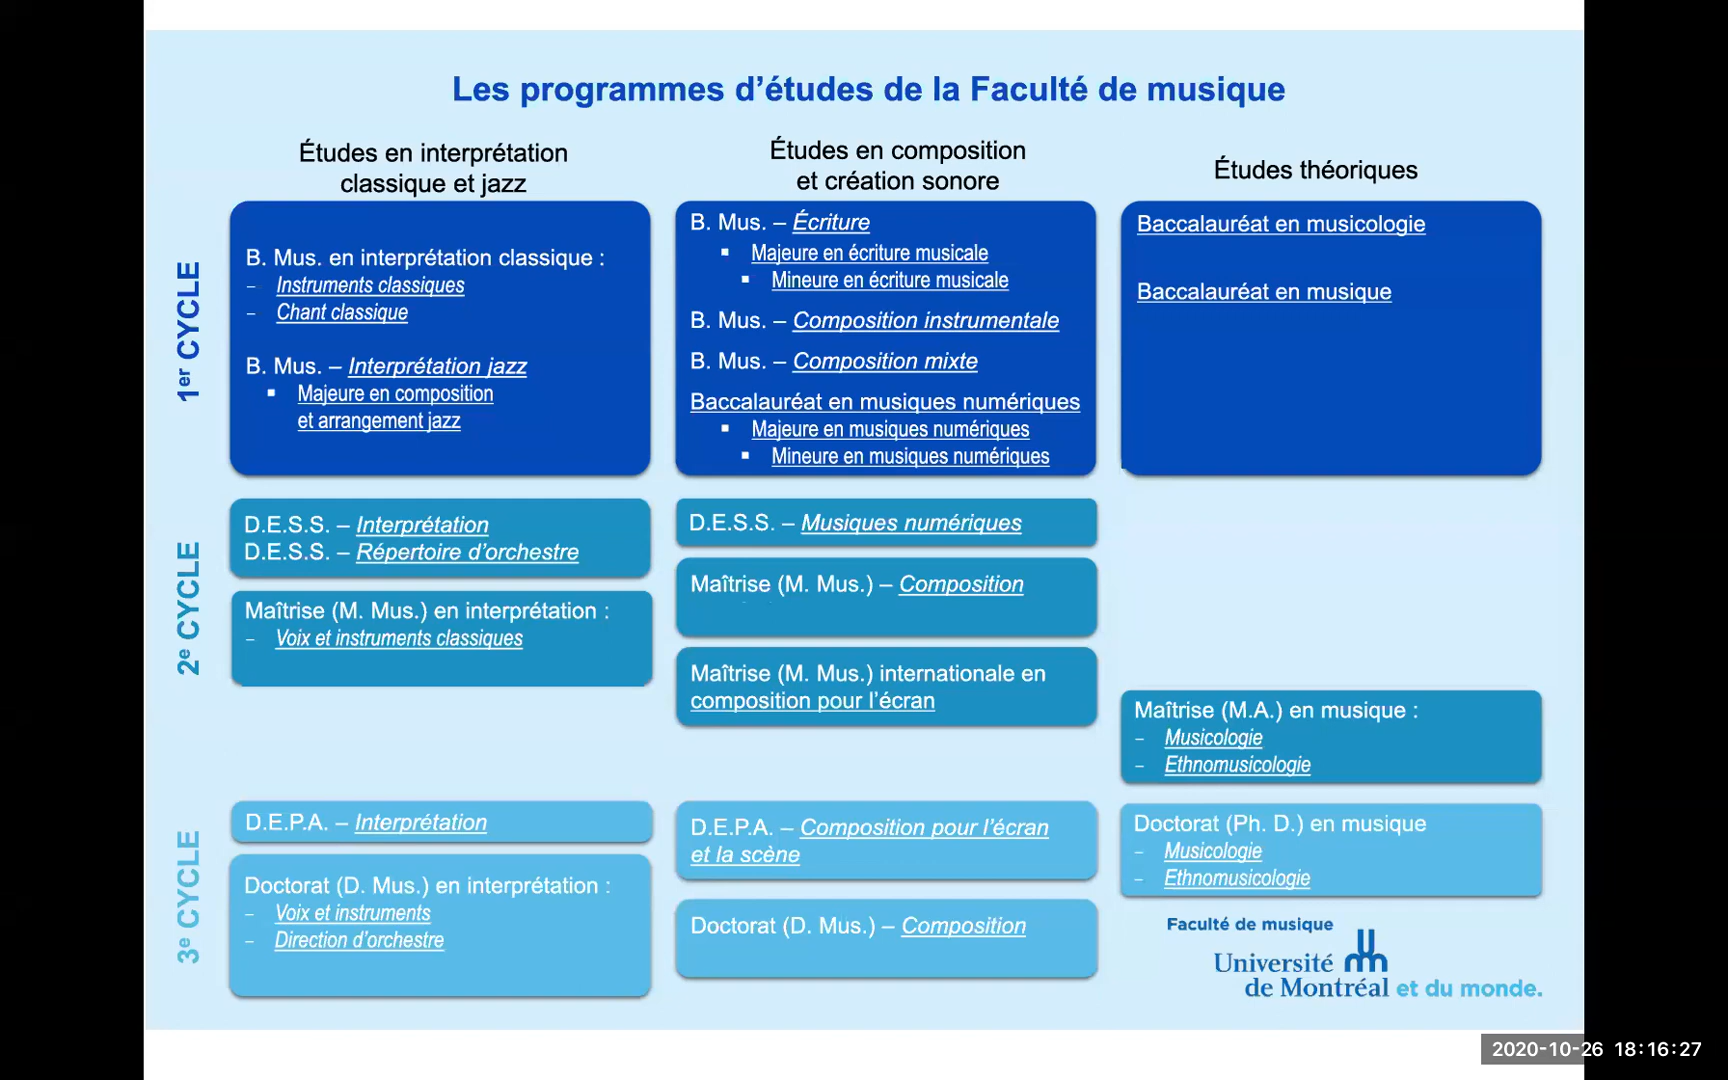 Les programmes d’études de la Faculté de musique
Études en interprétation
classique et jazz
Études en composition
et création sonore
Études théoriques
1er CYCLE
B. Mus. en interprétation classique :
- Instruments classiques
- Chant classique
B. Mus. – Interprétation jazz
▪ Majeure en composition
et arrangement jazz
B. Mus. – Écriture
▪ Majeure en écriture musicale
▪ Mineure en écriture musicale
B. Mus. – Composition instrumentale
B. Mus. – Composition mixte
Baccalauréat en musiques numériques
▪ Majeure en musiques numériques
▪ Mineure en musiques numériques
Baccalauréat en musicologie
Baccalauréat en musique
2e CYCLE
D.E.S.S. – Interprétation
D.E.S.S. – Répertoire d’orchestre
Maîtrise (M. Mus.) en interprétation :
- Voix et instruments classiques
D.E.S.S. – Musiques numériques
Maîtrise (M. Mus.) – Composition
Maîtrise (M. Mus.) internationale en
composition pour l’écran
Maîtrise (M.A.) en musique :
- Musicologie
- Ethnomusicologie
3e CYCLE
D.E.P.A. – Interprétation
Doctorat (D. Mus.) en interprétation :
- Voix et instruments
- Direction d’orchestre
D.E.P.A. – Composition pour l’écran
et la scène
Doctorat (D. Mus.) – Composition
Doctorat (Ph. D.) en musique
- Musicologie
- Ethnomusicologie
Faculté de musique
Université
de Montréal et du monde.
2020-10-26 18:16:27